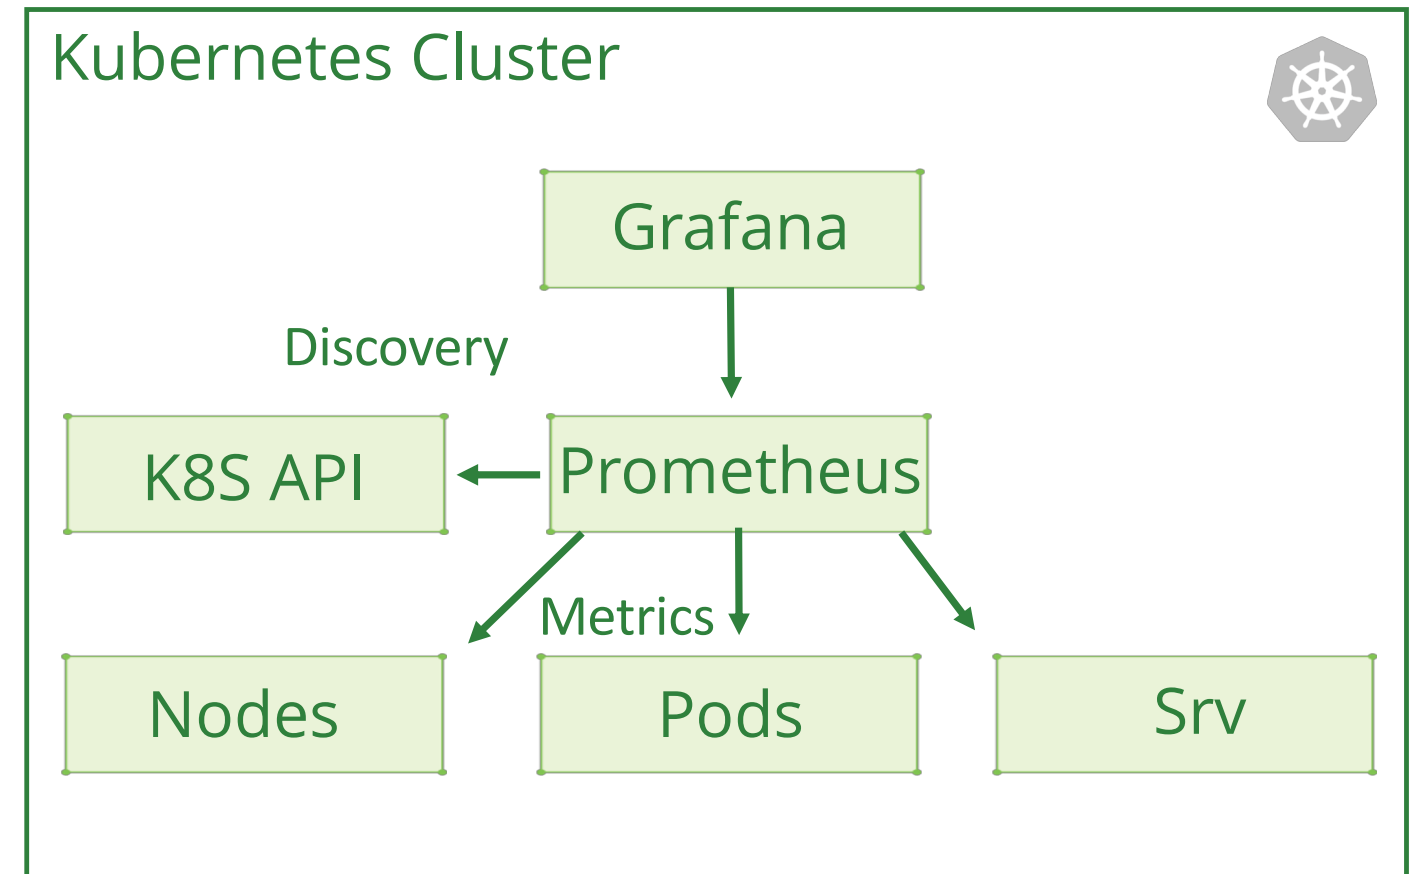 Kubernetes Cluster
Grafana
Discovery
K8S API
Prometheus
Metrics
Nodes
Pods
Srv